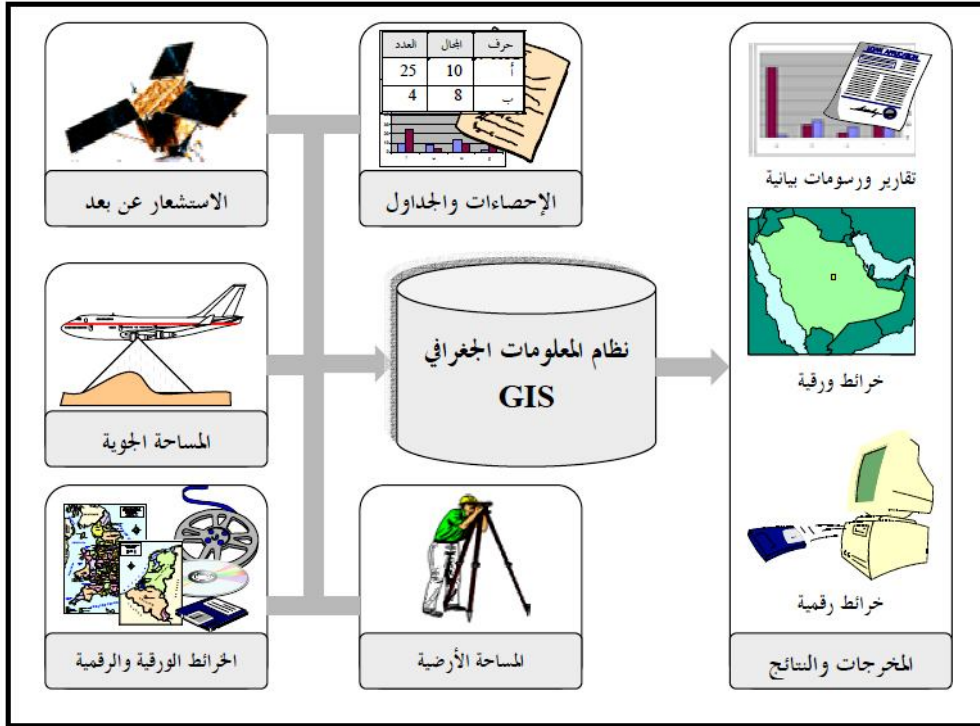 حرف المجال العدد
أ 10 25
ب 8 4
الإحصاءات والجداول
الاستشعار عن بعد
تقارير ورسومات بيانية
خرائط ورقية
نظام المعلومات الجغرافي
GIS
المساحة الجوية
خرائط رقمية
المخرجات والنتائج
المساحة الأرضية
الخرائط الورقية والرقمية